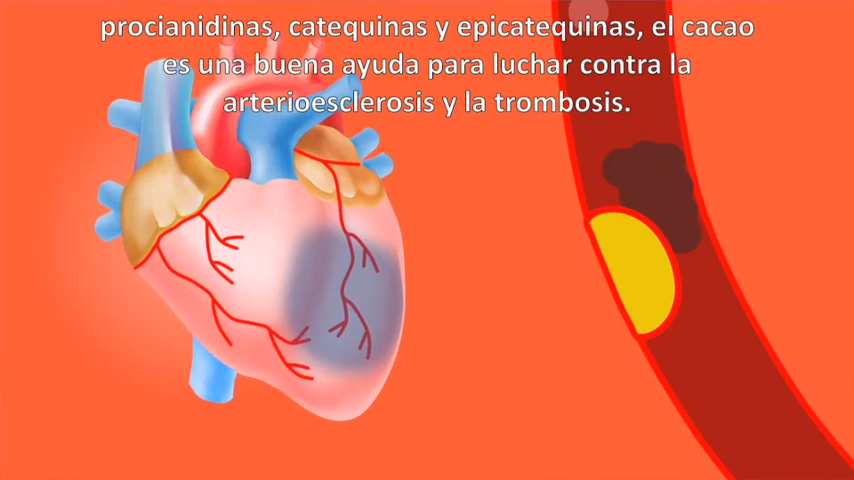 procianidinas, catequinas y epicatequinas, el cacao
es una buena ayuda para luchar contra la
arterioesclerosis y la trombosis.